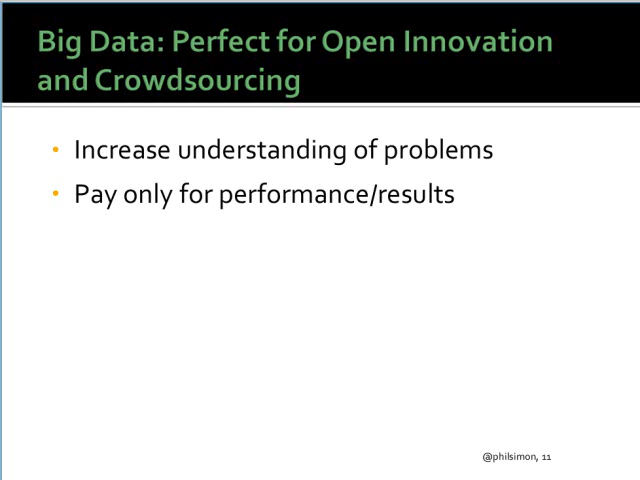 Big Data: Perfect for Open Innovation
and Crowdsourcing
• Increase understanding of problems
• Pay only for performance/results
@philsimon, 11